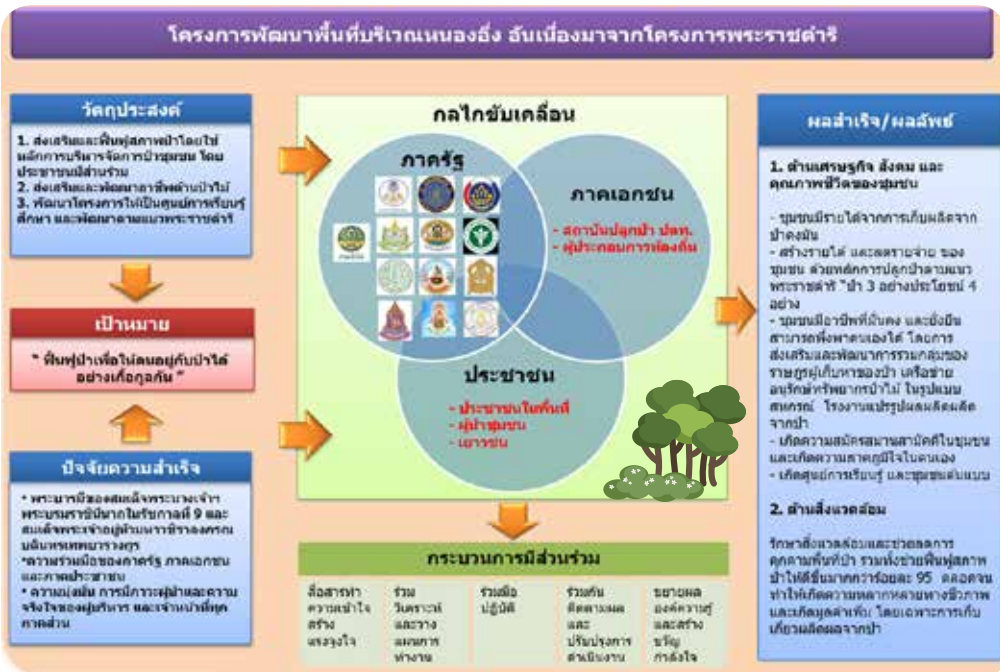 โครงการพัฒนาพื้นที่บริเวณหนองอึ่ง อันเนื่องมาจากโครงการพระราชดำริ
วัตถุประสงค์
1. ส่งเสริมและฟื้นฟูสภาพป่าโดยใช้
หลักการบริหารจัดการป่าชุมชน โดย
ประชาชนมีส่วนร่วม
2. ส่งเสริมและพัฒนาอาชีพด้านป่าไม้
3. พัฒนาโครงการให้เป็นศูนย์การเรียนรู้
ศึกษา และพัฒนาตามแนวพระราชดำริ
เป้าหมาย
" ฟื้นฟูป่าเพื่อให้คนอยู่กับป่าได้
อย่างเกื้อกูลกัน "
ปัจจัยความสำเร็จ
* พระบารมีของสมเด็จพระนางเจ้าฯ
พระบรมราชินีนาถในรัชกาลที่ 9 และ
สมเด็จพระเจ้าอยู่หัวมหาวชิราลงกรณ
บดินทรเทพยวรางกูร
*ความร่วมมือของภาครัฐ ภาคเอกชน
และภาคประชาชน
* ความมุ่งมั่น การมีภาวะผู้นำและความ
จริงใจของผู้บริหาร และเจ้าหน้าที่ทุก
ภาคส่วน
กลไกขับเคลื่อน
ภาครัฐ
ภาคเอกชน
- สถาบันปลูกป่า ปตท.
- ผู้ประกอบการท้องถิ่น
ประชาชน
- ประชาชนในพื้นที่
- ผู้นำชุมชน
- เยาวชน
กระบวนการมีส่วนร่วม
สื่อสารทำ
ความเข้าใจ
สร้าง
แรงจูงใจ
ร่วม
วิเคราะห์
และวาง
แผนการ
ทำงาน
ร่วมมือ
ปฏิบัติ
ร่วมกัน
ติดตามผล
และ
ปรับปรุงการ
ดำเนินงาน
ขยายผล
องค์ความรู้
และสร้าง
ขวัญ
กำลังใจ
ผลสำเร็จ/ผลลัพธ์
1. ด้านเศรษฐกิจ สังคม และ
คุณภาพชีวิตของชุมชน
- ชุมชนมีรายได้จากการเก็บผลิตจาก
ป่าดงมัน
- สร้างรายได้ และลดรายจ่าย ของ
ชุมชน ด้วยหลักการปลูกป่าตามแนว
พระราชดำริ "ป่า 3 อย่างประโยชน์ 4
อย่าง
- ชุมชนมีอาชีพที่มั่นคง และยั่งยืน
สามารถพึ่งพาตนเองได้ โดยการ
ส่งเสริมและพัฒนาการรวมกลุ่มของ
ราษฎรผู้เก็บหาของป่า เครือข่าย
อนุรักษ์ทรัพยากรป่าไม้ ในรูปแบบ
สหกรณ์ โรงงานแปรรูปผลผลิตผลิต
จากป่า
- เกิดความสมัครสมานสามัคคีในชุมชน
และเกิดความภาคภูมิใจในตนเอง
- เกิดศูนย์การเรียนรู้ และชุมชนต้นแบบ
2. ด้านสิ่งแวดล้อม
รักษาสิ่งแวดล้อมและช่วยลดการ
คุกคามพื้นที่ป่า รวมทั้งช่วยฟื้นฟูสภาพ
ป่าให้ดีขึ้นมากกว่าร้อยละ 95 ตลอดจน
ทำให้เกิดความหลากหลายทางชีวภาพ
และเกิดมูลค่าเพิ่ม โดยเฉพาะการเก็บ
เกี่ยวผลผลิตจากป่า